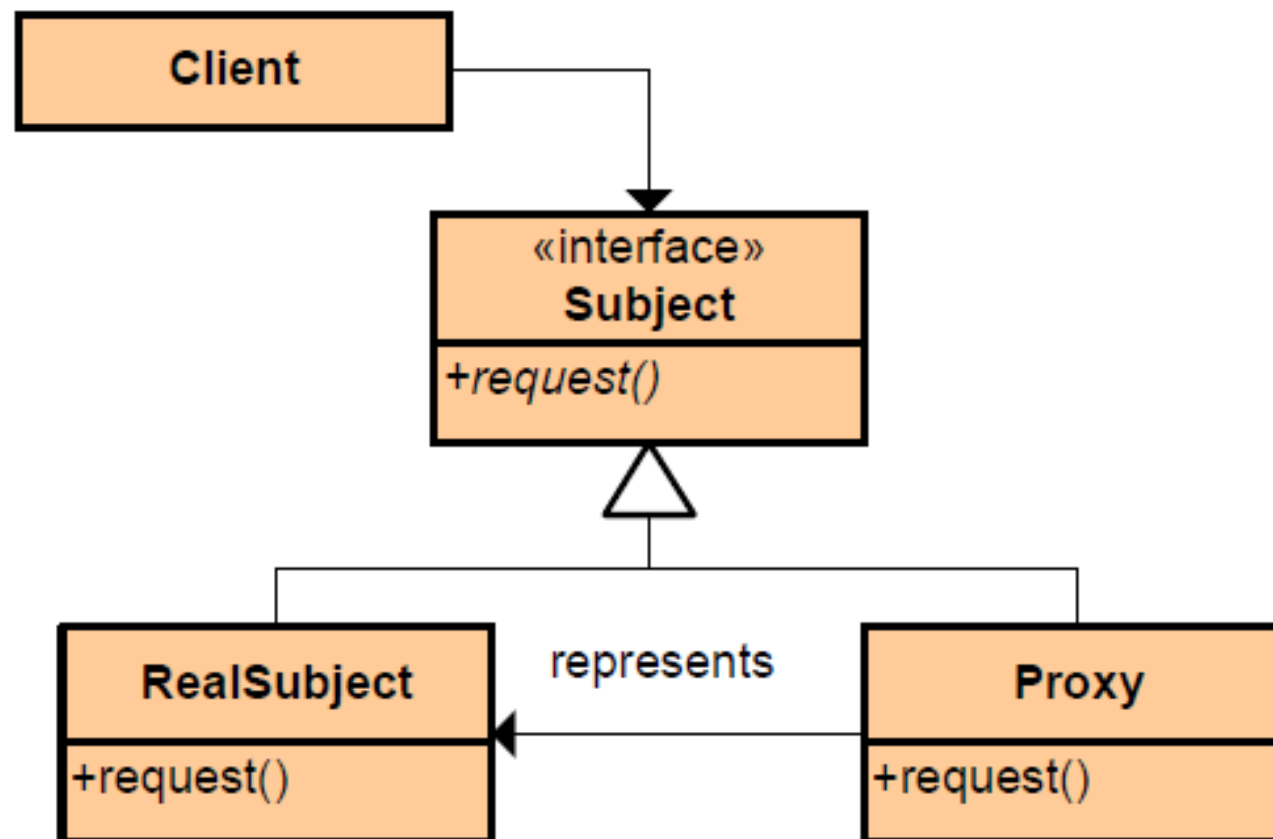 Client
«interface»
Subject
+request()
represents
RealSubject
Proxy
+request()
+request()